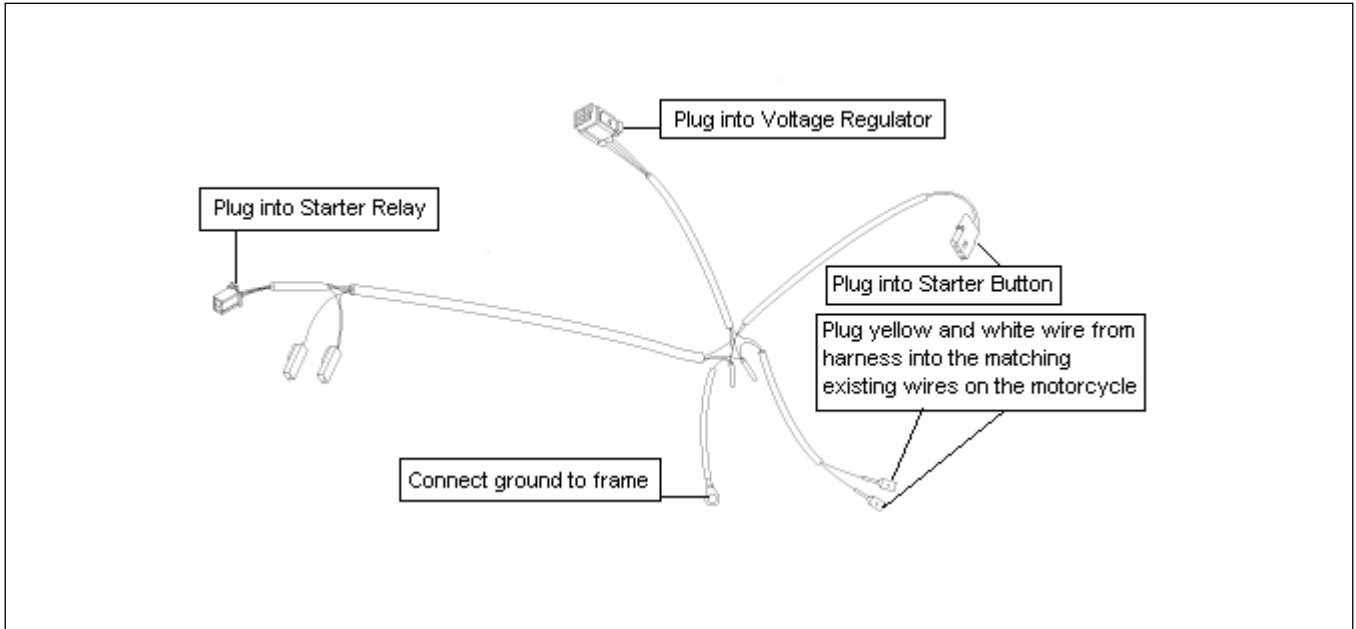 Plug into Voltage Regulator
Plug into Starter Relay
Plug into Starter Button
Plug yellow and white wire from
harness into the matching
existing wires on the motorcycle
Connect ground to frame